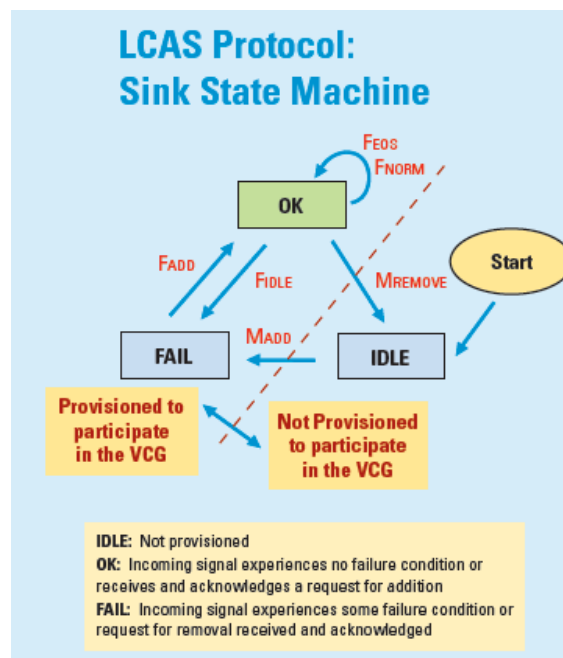 LCAS Protocol:
Sink State Machine
FEOS
FNORM
OK
Start
FADD
FIDLE
MREMOVE
MADD
FAIL
IDLE
Provisioned to
participate
in the VCG
Not Provisioned
to participate
in the VCG
IDLE: Not provisioned
OK: Incoming signal experiences no failure condition or
receives and acknowledges a request for addition
FAIL: Incoming signal experiences some failure condition or
request for removal received and acknowledged